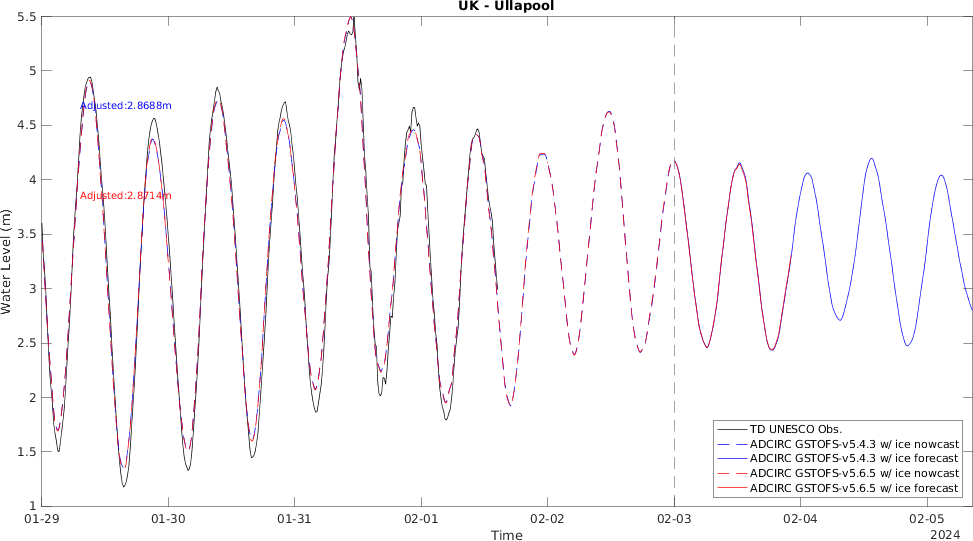 UK - Ullapool
5.5
5
4.5
4
3.5
3
2.5
2
1.5
1
Water Level (m)
Adjusted:2.8688m
Adjusted:2.8714m
TD UNESCO Obs.
ADCIRC GSTOFS-v5.4.3 w/ ice nowcast
ADCIRC GSTOFS-v5.4.3 w/ ice forecast
ADCIRC GSTOFS-v5.6.5 w/ ice nowcast
ADCIRC GSTOFS-v5.6.5 w/ ice forecast
01-29 01-30 01-31 02-01 02-02 02-03 02-04 02-05
Time
2024